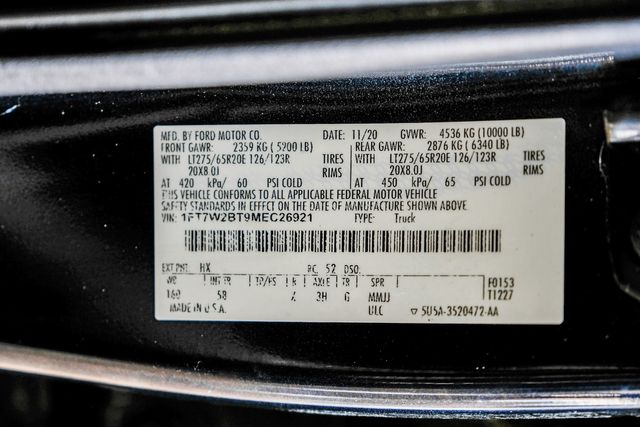 MFD. BY FORD MOTOR CO. DATE: 11/20 GVWR: 4536 KG (10000 LB)
FRONT GAWR: 2359 KG (5200 LB) REAR GAWR: 2876 KG (6340 LB)
WITH LT275/65R20E 126/123R TIRES WITH LT275/65R20E 126/123R TIRES
20X8.0J RIMS 20X8.0J RIMS
AT 420 kPa/ 60 PSI COLD AT 450 kPa/ 65 PSI COLD
THIS VEHICLE CONFORMS TO ALL APPLICABLE FEDERAL MOTOR VEHICLE
SAFETY STANDARDS IN EFFECT ON THE DATE OF MANUFACTURE SHOWN ABOVE.
VIN: 1FT7W2BT9MEC26921 TYPE: Truck
EXT PNT: HX RC: 52 DSO:
WB INT TR TP/PS R AXLE TR SPR F0153
160 5B 4 3H G MMJJ T1227
MADE IN U.S.A. ULC ▽ 5U5A-3520472-AA